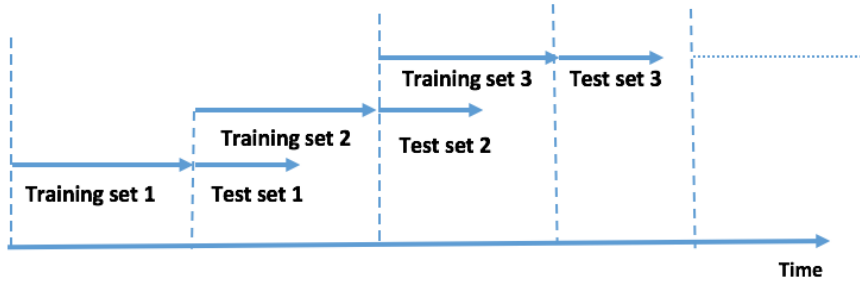 Training set 3
Test set 3
Training set 2
Test set 2
Training set 1
Test set 1
Time